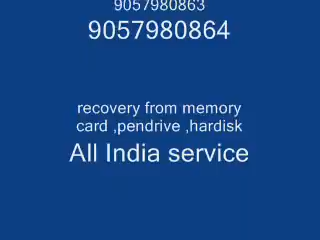 9057980863
9057980864
recovery from memory
card ,pendrive ,hardisk
All India service